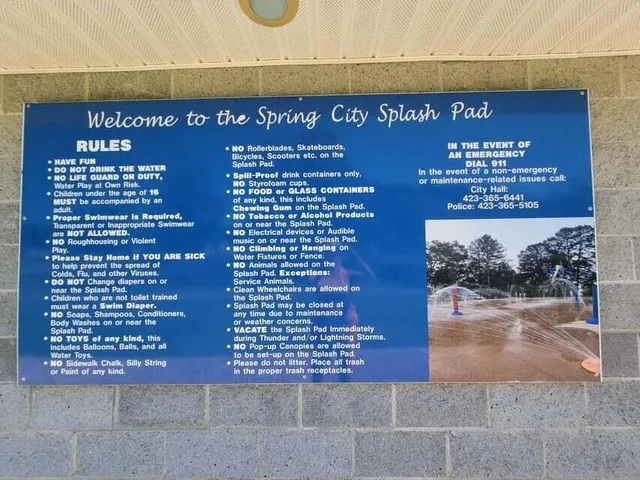 Welcome to the Spring City Splash Pad
RULES
• HAVE FUN
• DO NOT DRINK THE WATER
• NO LIFE GUARD ON DUTY,
Water Play at Own Risk.
• Children under the age of 16
MUST be accompanied by an
adult.
• Proper Swimwear is Required,
Transparent or Inappropriate Swimwear
are NOT ALLOWED.
• NO Roughhousing or Violent
Play.
• Please Stay Home if YOU ARE SICK
to help prevent the spread of
Colds, Flu, and other Viruses.
• DO NOT Change diapers on or
near the Splash Pad.
• Children who are not toilet trained
must wear a Swim Diaper.
• NO Soaps, Shampoos, Conditioners,
Body Washes on or near the
Splash Pad.
• NO TOYS of any kind, this
includes Balloons, Balls, and all
Water Toys.
• NO Sidewalk Chalk, Silly String
or Paint of any kind.
• NO Rollerblades, Skateboards,
Bicycles, Scooters etc. on the
Splash Pad.
• Spill-Proof drink containers only,
NO Styrofoam cups.
• NO FOOD or GLASS CONTAINERS
of any kind, this includes
Chewing Gum on the Splash Pad.
• NO Tobacco or Alcohol Products
on or near the Splash Pad.
• NO Electrical devices or Audible
music on or near the Splash Pad.
• NO Climbing or Hanging on
Water Fixtures or Fence.
• NO Animals allowed on the
Splash Pad. Exceptions:
Service Animals.
• Clean Wheelchairs are allowed on
the Splash Pad.
• Splash Pad may be closed at
any time due to maintenance
or weather concerns.
• VACATE the Splash Pad Immediately
during Thunder and/or Lightning Storms.
• NO Pop-up Canopies are allowed
to be set-up on the Splash Pad.
• Please do not litter. Place all trash
in the proper trash receptacles.
IN THE EVENT OF
AN EMERGENCY
DIAL 911
In the event of a non-emergency
or maintenance-related issues call:
City Hall:
423-365-6441
Police: 423-365-5105